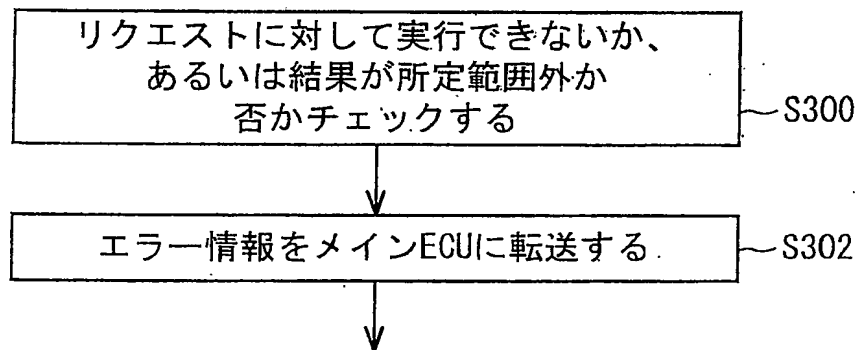 リクエストに対して実行できないか、
あるいは結果が所定範囲外か
否かチェックする
S300
エラー情報をメインECUに転送する
S302